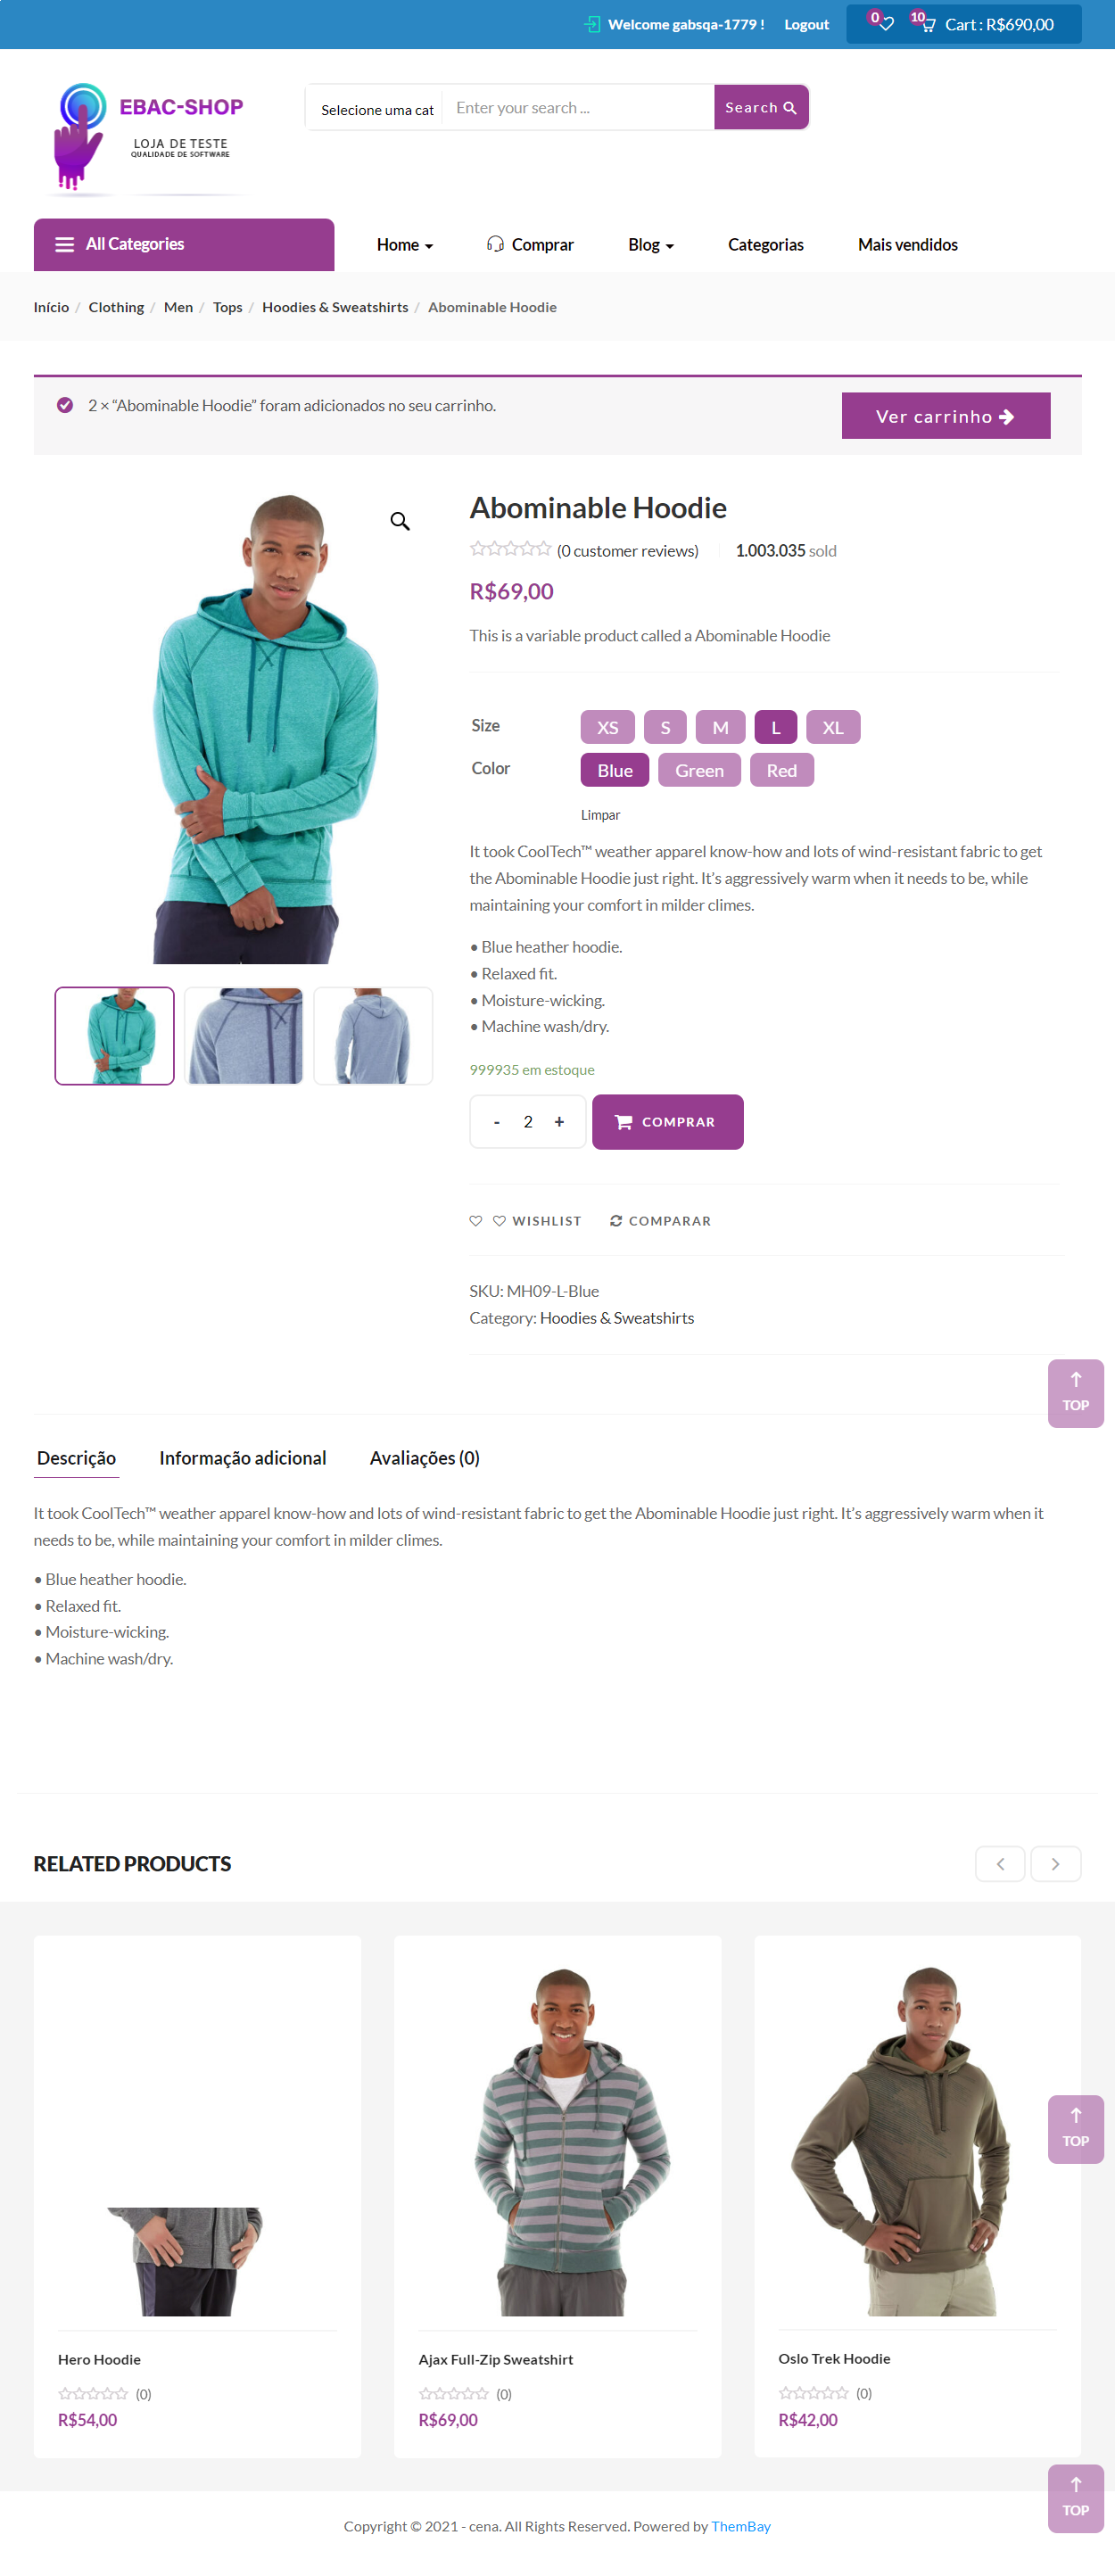 Welcome gabsqa-1779 ! Logout 0 10 Cart : R$690,00
EBAC-SHOP
LOJA DE TESTE
QUALIDADE DE SOFTWARE
Selecione uma cat Enter your search ... Search
All Categories Home Comprar Blog Categorias Mais vendidos
Início / Clothing / Men / Tops / Hoodies & Sweatshirts / Abominable Hoodie
2 × “Abominable Hoodie” foram adicionados no seu carrinho. Ver carrinho
Abominable Hoodie
(0 customer reviews) 1.003.035 sold
R$69,00
This is a variable product called a Abominable Hoodie
Size XS S M L XL
Color Blue Green Red
Limpar
It took CoolTech™ weather apparel know-how and lots of wind-resistant fabric to get
the Abominable Hoodie just right. It’s aggressively warm when it needs to be, while
maintaining your comfort in milder climes.
• Blue heather hoodie.
• Relaxed fit.
• Moisture-wicking.
• Machine wash/dry.
999935 em estoque
- 2 + COMPRAR
WISHLIST COMPARAR
SKU: MH09-L-Blue
Category: Hoodies & Sweatshirts
TOP
Descrição Informação adicional Avaliações (0)
It took CoolTech™ weather apparel know-how and lots of wind-resistant fabric to get the Abominable Hoodie just right. It’s aggressively warm when it
needs to be, while maintaining your comfort in milder climes.
• Blue heather hoodie.
• Relaxed fit.
• Moisture-wicking.
• Machine wash/dry.
RELATED PRODUCTS
TOP
Hero Hoodie
(0)
R$54,00
Ajax Full-Zip Sweatshirt
(0)
R$69,00
Oslo Trek Hoodie
(0)
R$42,00
TOP
Copyright © 2021 - cena. All Rights Reserved. Powered by ThemBay